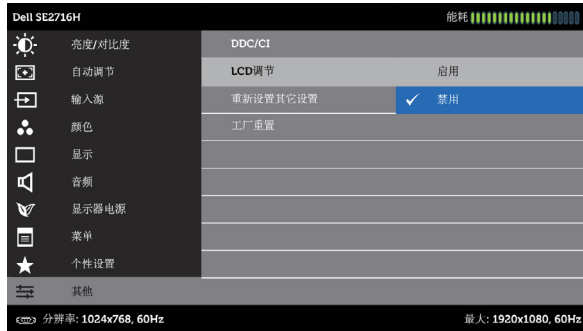 Dell SE2716H 能耗
亮度/对比度 DDC/CI
自动调节 LCD调节 启用
输入源 重新设置其它设置 禁用
颜色 工厂重置
显示
音频
显示器电源
菜单
个性设置
其他
分辨率: 1024x768, 60Hz 最大: 1920x1080, 60Hz